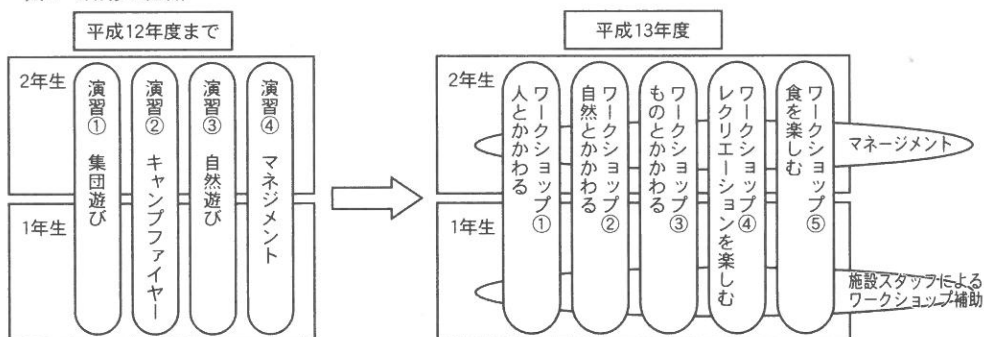 平成12年度まで
2年生
1年生
演習① 集団遊び
演習② キャンプファイヤー
演習③ 自然遊び
演習④ マネジメント
平成13年度
2年生
1年生
ワークショップ①
人とかかわる
ワークショップ②
自然とかかわる
ワークショップ③
ものとかかわる
ワークショップ④
レクリエーションを楽しむ
ワークショップ⑤
食を楽しむ
マネージメント
施設スタッフによる
ワークショップ補助